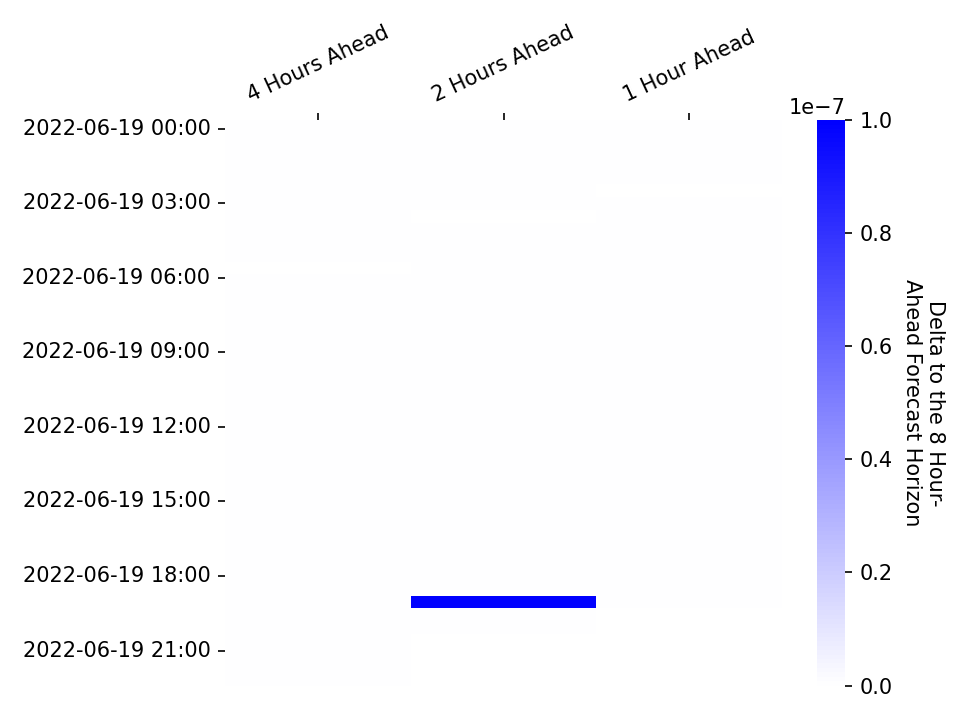 4 Hours Ahead
2 Hours Ahead
1 Hour Ahead
2022-06-19 00:00
2022-06-19 03:00
2022-06-19 06:00
2022-06-19 09:00
2022-06-19 12:00
2022-06-19 15:00
2022-06-19 18:00
2022-06-19 21:00
1e−7
1.0
0.8
0.6
0.4
0.2
0.0
Delta to the 8 Hour-
Ahead Forecast Horizon